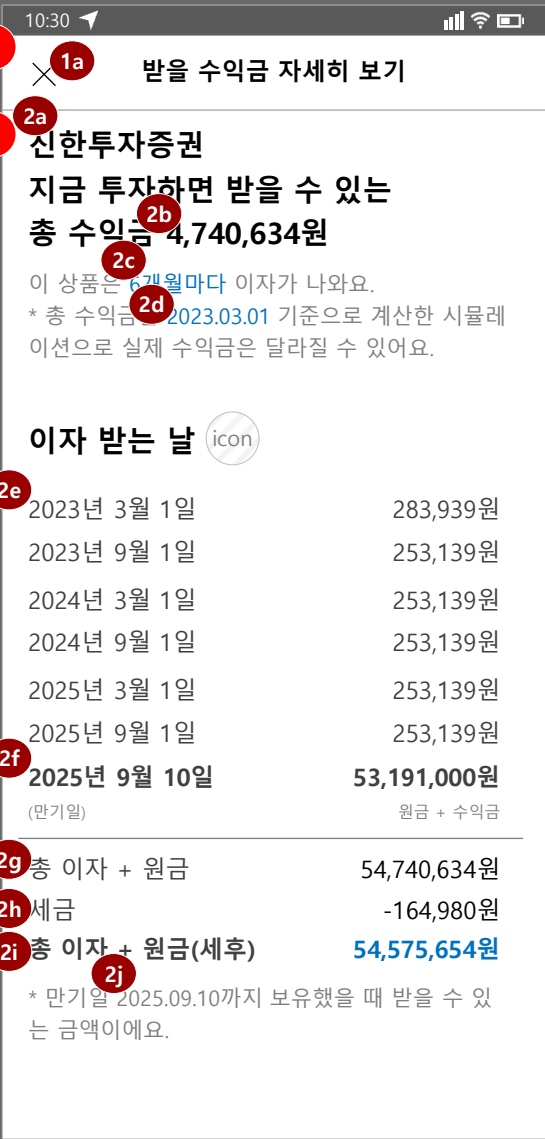 10:30
1a
받을 수익금 자세히 보기
2a
신한투자증권
지금 투자하면 받을 수 있는
2b
총 수익금 4,740,634원
2c
이 상품은 6개월마다 이자가 나와요.
2d
* 총 수익금은 2023.03.01 기준으로 계산한 시뮬레
이션으로 실제 수익금은 달라질 수 있어요.
이자 받는 날 icon
2e
2023년 3월 1일 283,939원
2023년 9월 1일 253,139원
2024년 3월 1일 253,139원
2024년 9월 1일 253,139원
2025년 3월 1일 253,139원
2025년 9월 1일 253,139원
2f
2025년 9월 10일 53,191,000원
(만기일) 원금 + 수익금
2g 총 이자 + 원금 54,740,634원
2h 세금 -164,980원
2i 총 이자 + 원금(세후) 54,575,654원
2j
* 만기일 2025.09.10까지 보유했을 때 받을 수 있
는 금액이에요.